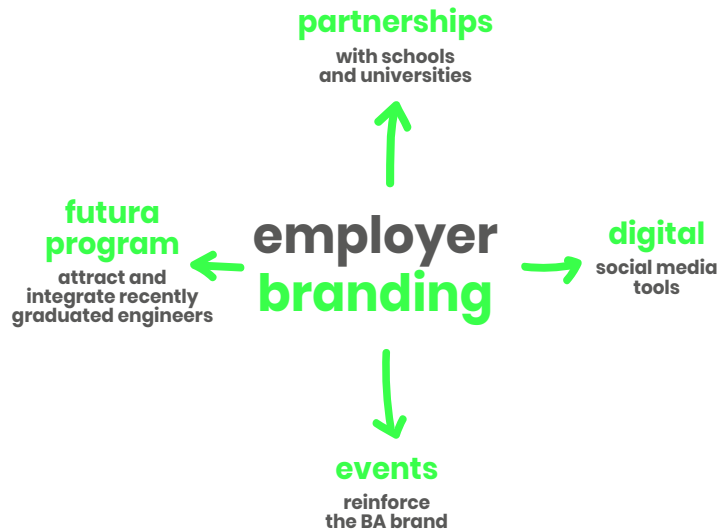 partnerships
with schools
and universities
futura
program
attract and
integrate recently
graduated engineers
employer
branding
digital
social media
tools
events
reinforce
the BA brand